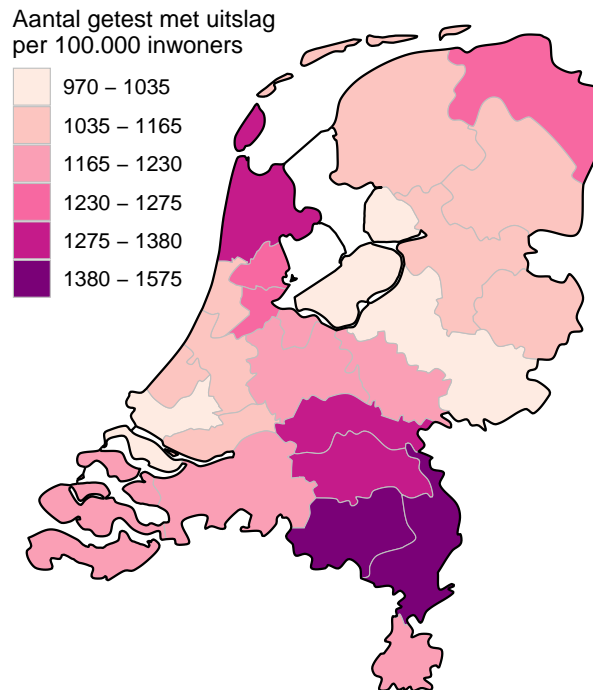 Aantal getest met uitslag
per 100.000 inwoners
970 – 1035
1035 – 1165
1165 – 1230
1230 – 1275
1275 – 1380
1380 – 1575